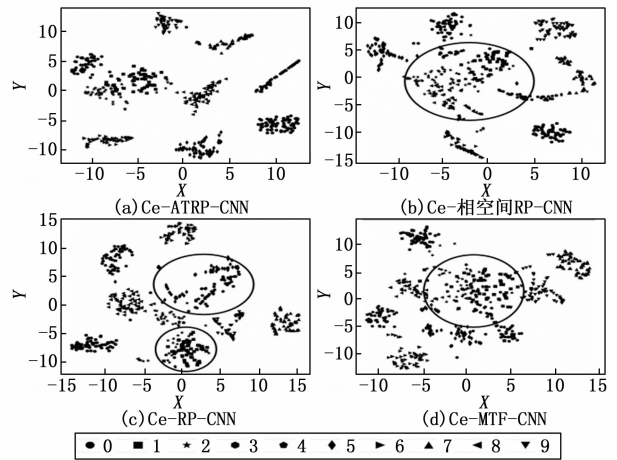 10
5
0
−5
−10
Y
−10 −5 0 5 10
X
(a)Ce-ATRP-CNN
10
5
0
−5
−10
−15
Y
−10 −5 0 5 10
X
(b)Ce-相空间RP-CNN
15
10
5
0
−5
−10
Y
−15 −10 −5 0 5 10 15
X
(c)Ce-RP-CNN
10
5
0
−5
−10
Y
−10 −5 0 5 10 15
X
(d)Ce-MTF-CNN
0 1 2 3 4 5 6 7 8 9